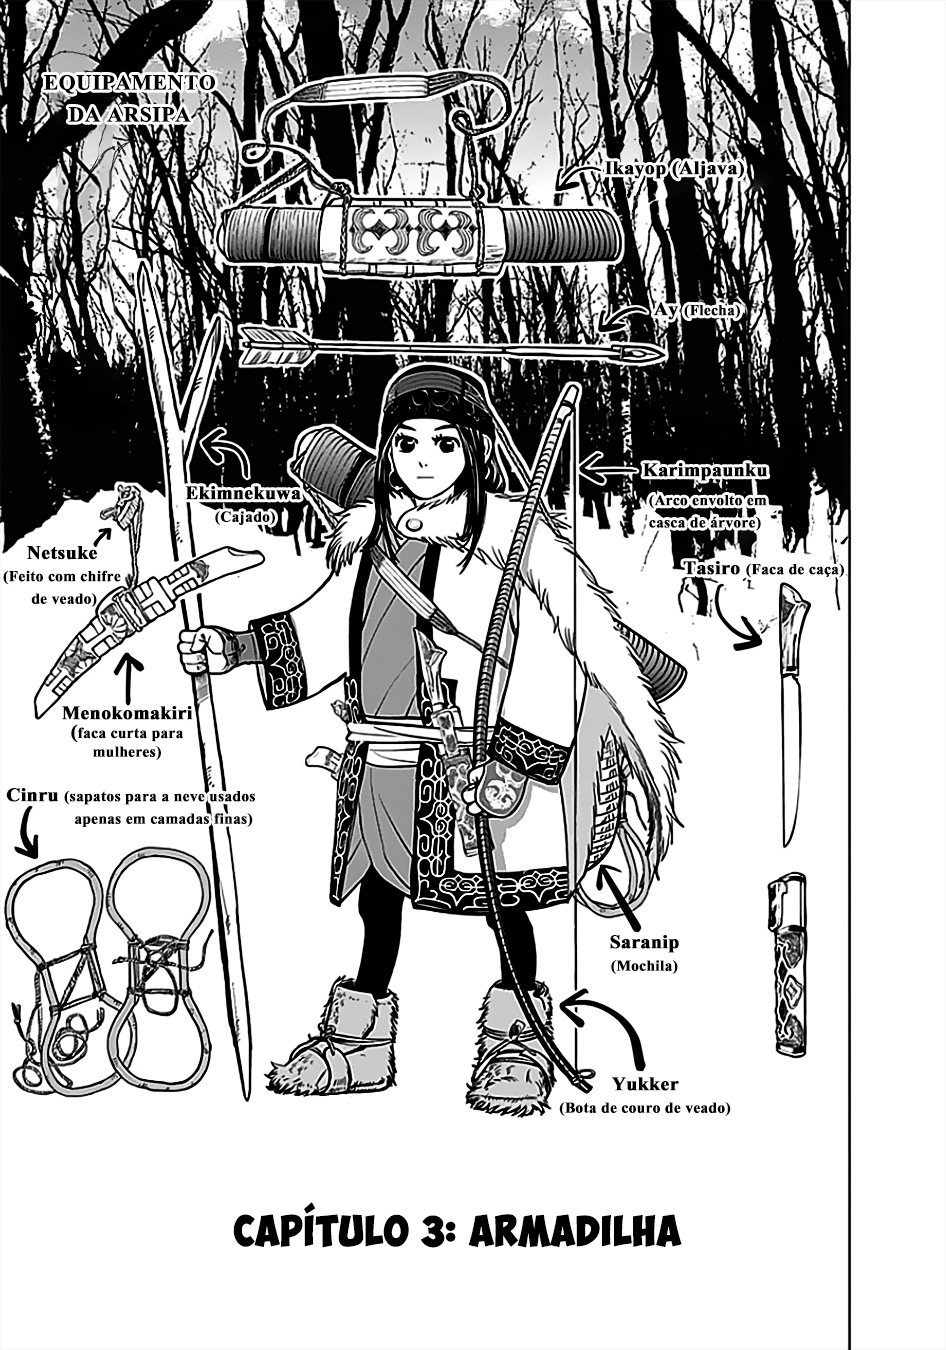 EQUIPAMENTO
DA ARSIPA
Ikayop (Aljava)
Ay (Flecha)
Karimpaunku
(Arco envolto em
casca de árvore)
Ekimnekuwa
(Cajado)
Netsuke
(Feito com chifre
de veado)
Tasiro (Faca de caça)
Menokomakiri
(faca curta para
mulheres)
Cinru (sapatos para a neve usados
apenas em camadas finas)
Saranip
(Mochila)
Yukker
(Bota de couro de veado)
CAPÍTULO 3: ARMADILHA